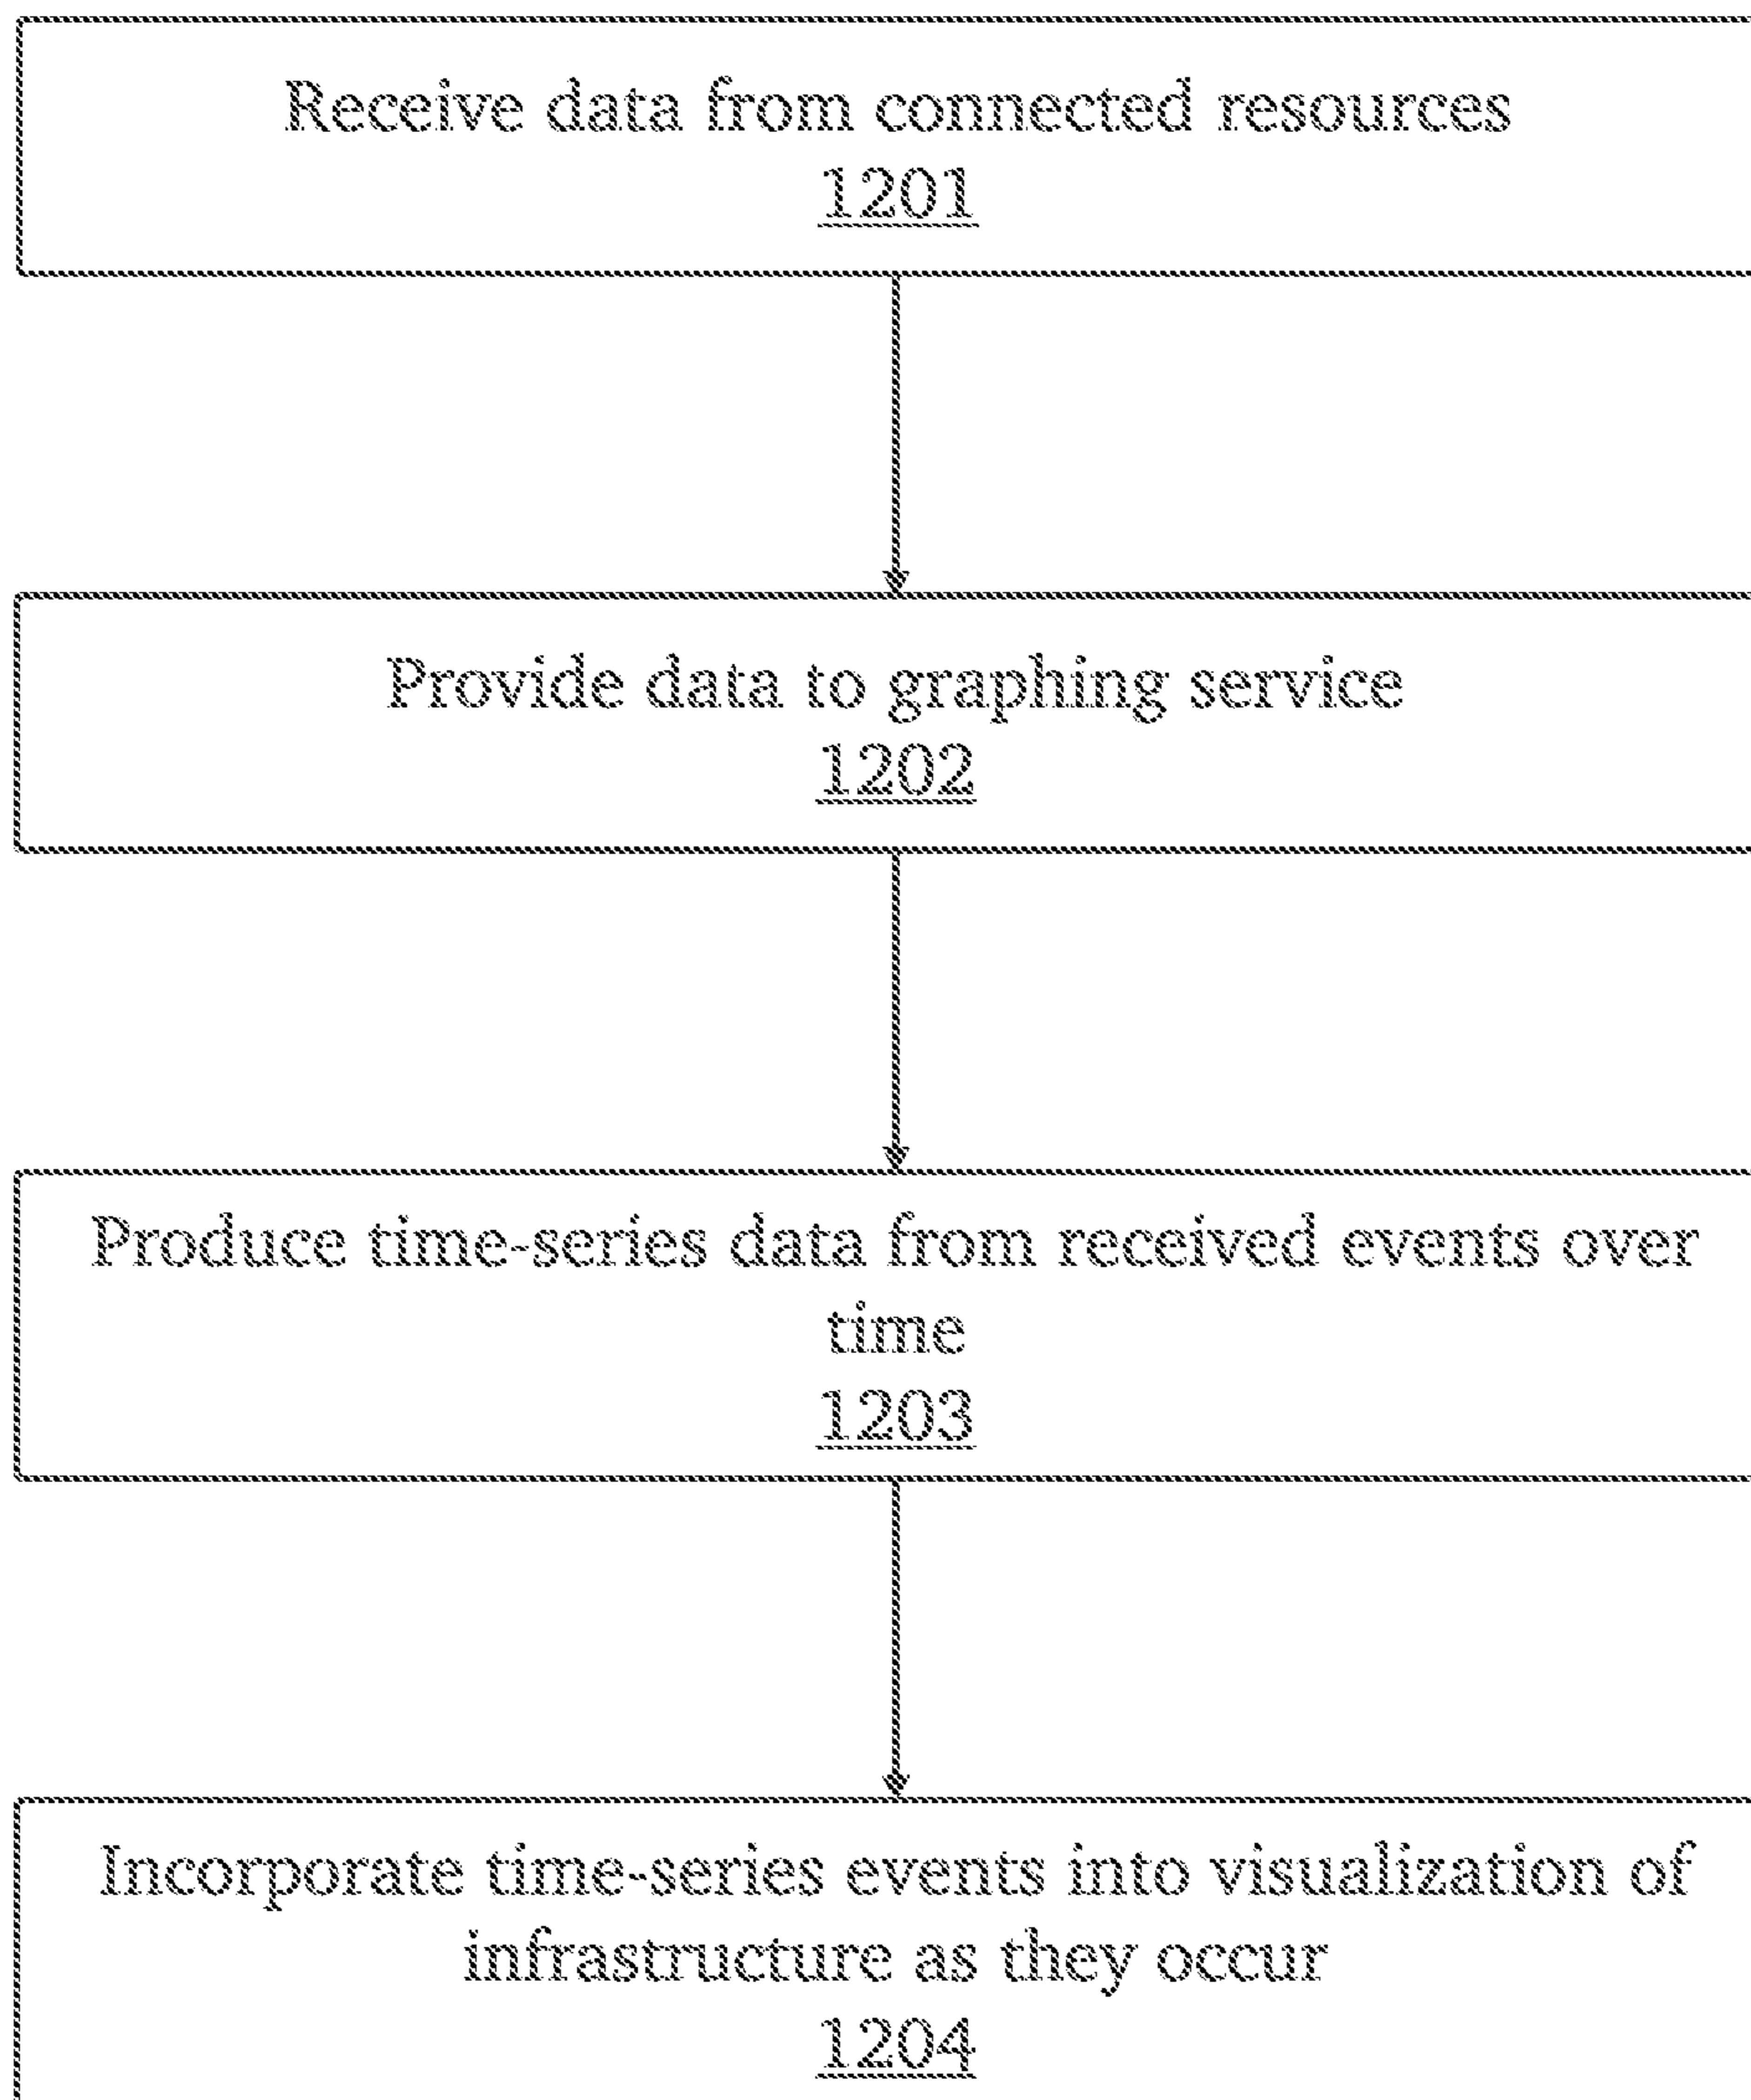 Receive data from connected resources
1201
Provide data to graphing service
1202
Produce time-series data from received events over
time
1203
Incorporate time-series events into visualization of
infrastructure as they occur
1204